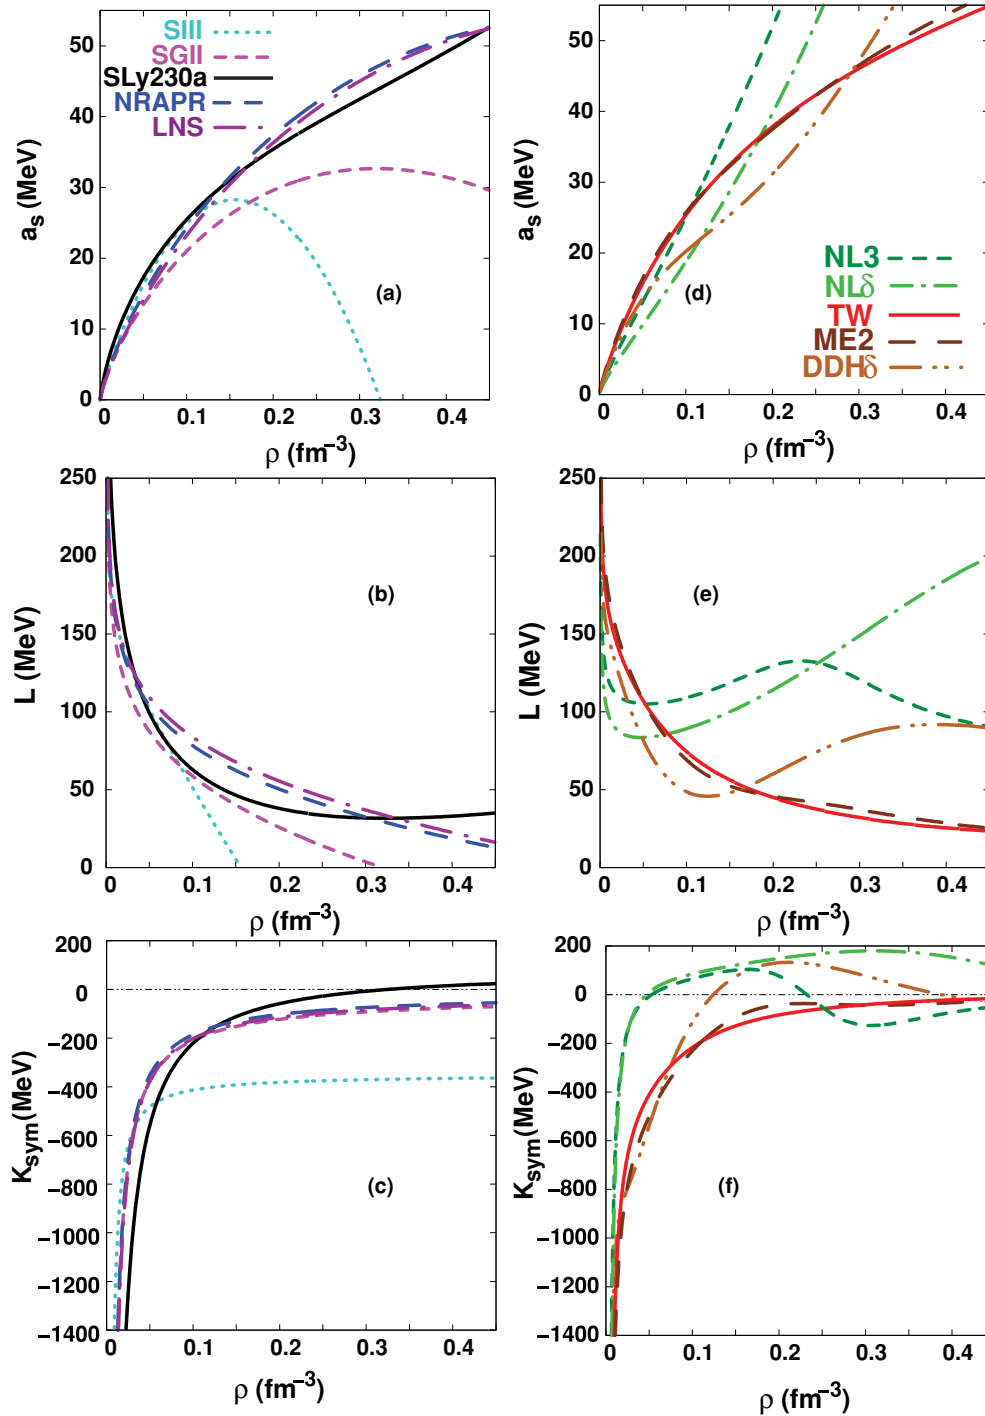 SIII
SGII
SLy230a
NRAPR
LNS
(a)
a_s (MeV)
0
10
20
30
40
50
0
0.1
0.2
0.3
0.4
ρ (fm⁻³)
NL3
NLδ
TW
ME2
DDHδ
(d)
a_s (MeV)
0
10
20
30
40
50
0
0.1
0.2
0.3
0.4
ρ (fm⁻³)
(b)
L (MeV)
0
50
100
150
200
250
0
0.1
0.2
0.3
0.4
ρ (fm⁻³)
(e)
L (MeV)
0
50
100
150
200
250
0
0.1
0.2
0.3
0.4
ρ (fm⁻³)
(c)
K_sym(MeV)
200
0
−200
−400
−600
−800
−1000
−1200
−1400
0
0.1
0.2
0.3
0.4
ρ (fm⁻³)
(f)
K_sym(MeV)
200
0
−200
−400
−600
−800
−1000
−1200
−1400
0
0.1
0.2
0.3
0.4
ρ (fm⁻³)